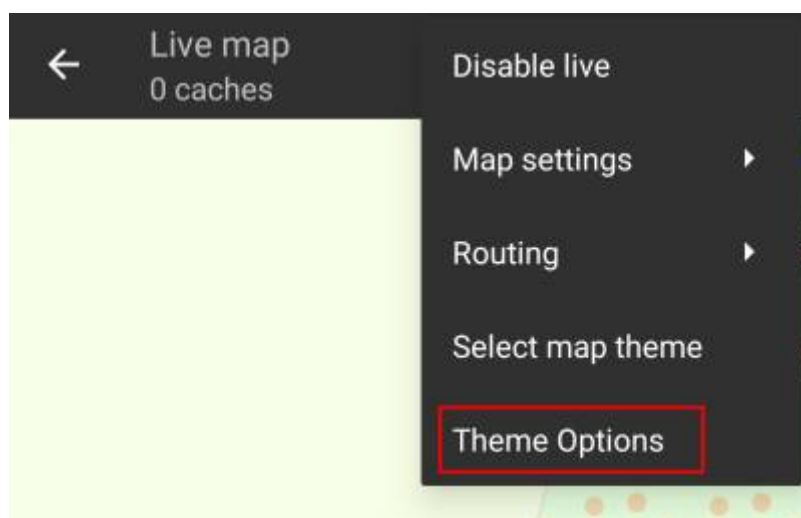 Live map
0 caches
Disable live
Map settings
Routing
Select map theme
Theme Options